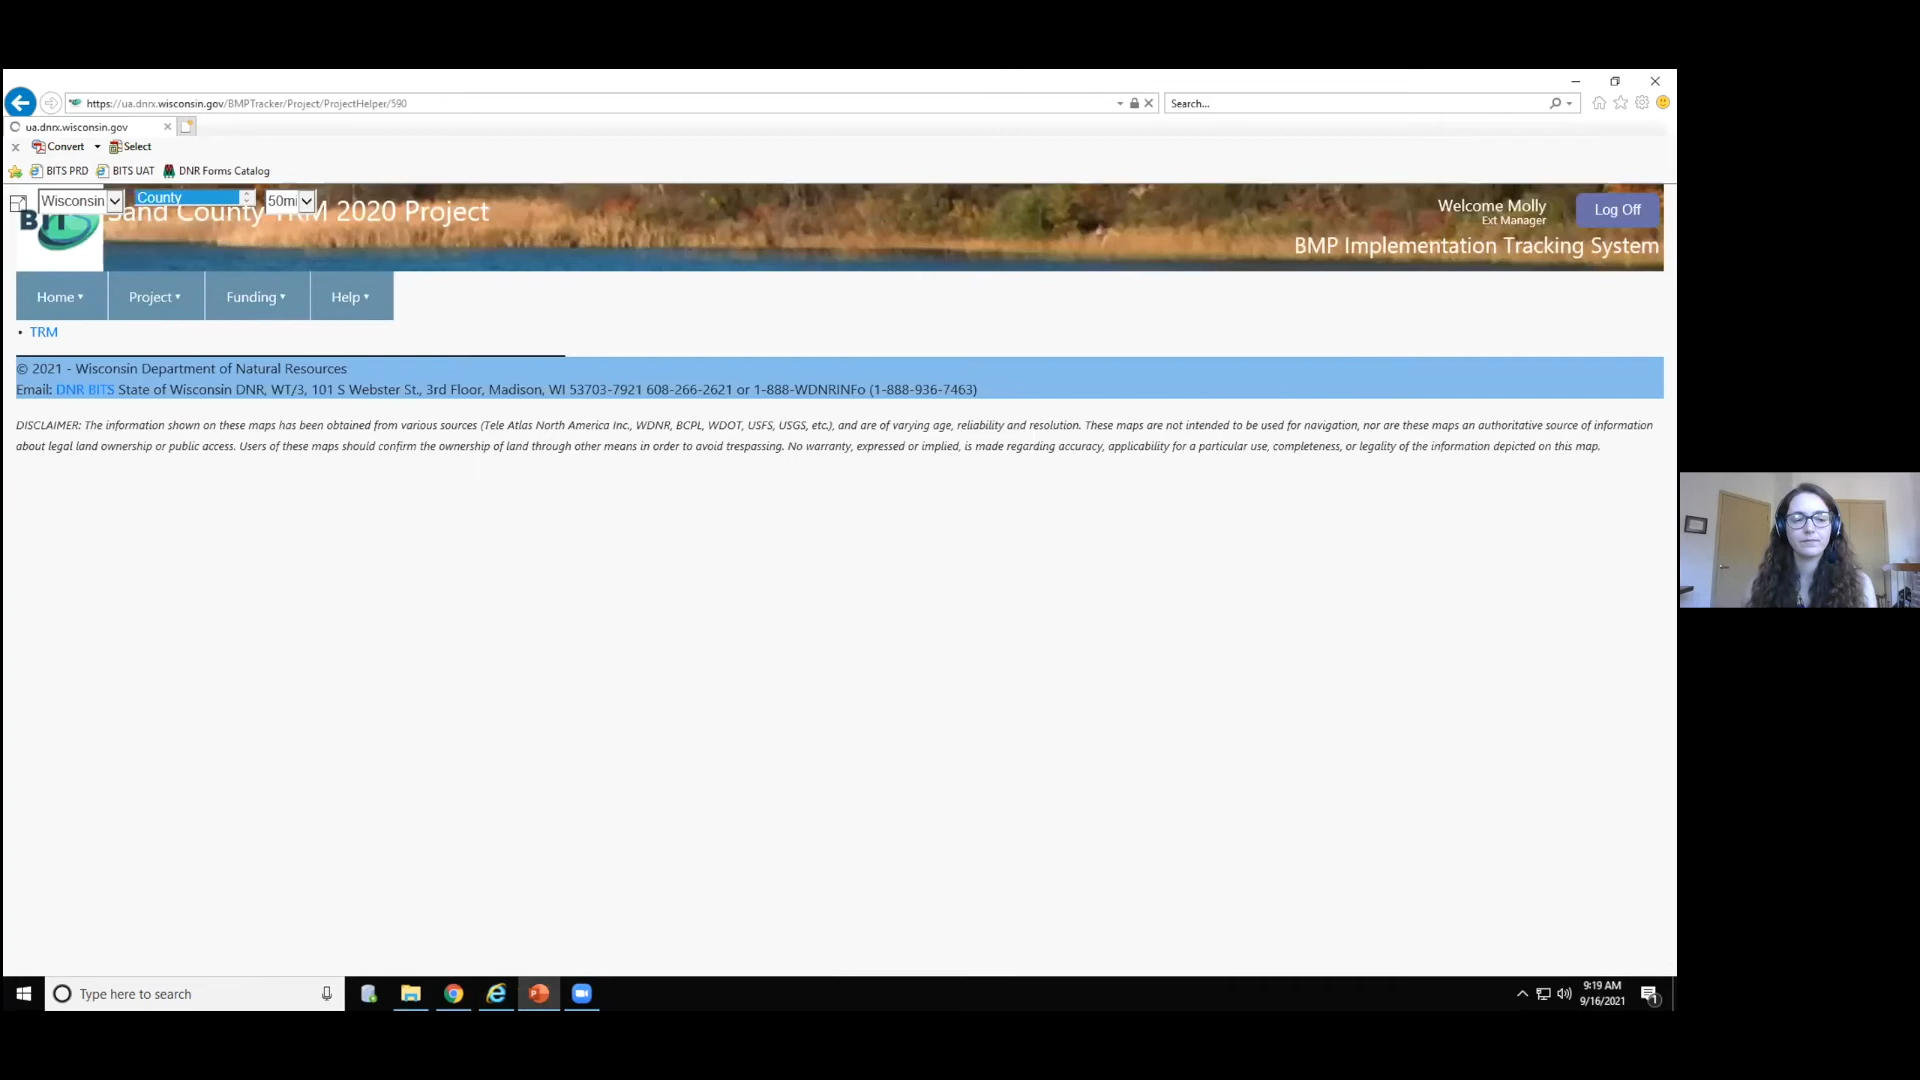 https://ua.dnrx.wisconsin.gov/BMPTracker/Project/ProjectHelper/590
Search...
ua.dnrx.wisconsin.gov
Convert
Select
BITS PRD
BITS UAT
DNR Forms Catalog
Wisconsin
County
50mi
BIT
Sand County TRM 2020 Project
Welcome Molly
Ext Manager
Log Off
BMP Implementation Tracking System
Home
Project
Funding
Help
• TRM
© 2021 - Wisconsin Department of Natural Resources
Email: DNR BITS State of Wisconsin DNR, WT/3, 101 S Webster St., 3rd Floor, Madison, WI 53703-7921 608-266-2621 or 1-888-WDNRINFo (1-888-936-7463)
DISCLAIMER: The information shown on these maps has been obtained from various sources (Tele Atlas North America Inc., WDNR, BCPL, WDOT, USFS, USGS, etc.), and are of varying age, reliability and resolution. These maps are not intended to be used for navigation, nor are these maps an authoritative source of information
about legal land ownership or public access. Users of these maps should confirm the ownership of land through other means in order to avoid trespassing. No warranty, expressed or implied, is made regarding accuracy, applicability for a particular use, completeness, or legality of the information depicted on this map.
Type here to search
9:19 AM
9/16/2021
1